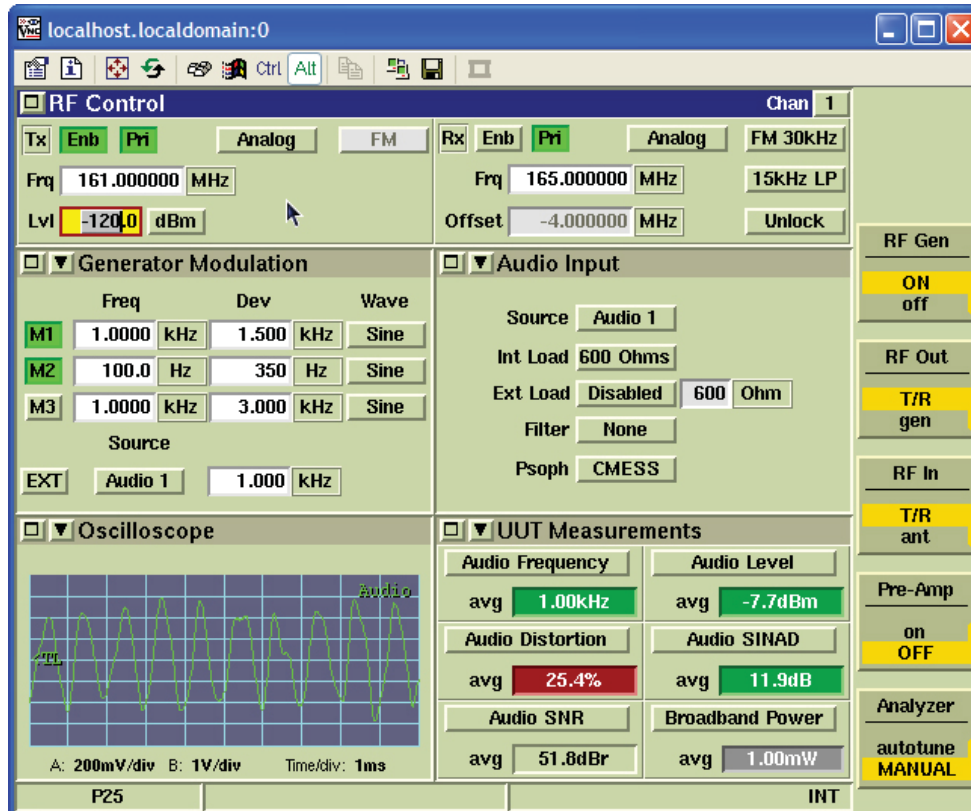 localhost.localdomain:0
Ctrl Alt
RF Control Chan 1
Tx Enb Pri Analog FM
Frq 161.000000 MHz
Lvl -120.0 dBm
Rx Enb Pri Analog FM 30kHz
Frq 165.000000 MHz 15kHz LP
Offset -4.000000 MHz Unlock
Generator Modulation
Freq Dev Wave
M1 1.0000 kHz 1.500 kHz Sine
M2 100.0 Hz 350 Hz Sine
M3 1.0000 kHz 3.000 kHz Sine
Source
EXT Audio 1 1.000 kHz
Audio Input
Source Audio 1
Int Load 600 Ohms
Ext Load Disabled 600 Ohm
Filter None
Psoph CMESS
Oscilloscope
Audio
<TL
A: 200mV/div B: 1V/div Time/div: 1ms
UUT Measurements
Audio Frequency Audio Level
avg 1.00kHz avg -7.7dBm
Audio Distortion Audio SINAD
avg 25.4% avg 11.9dB
Audio SNR Broadband Power
avg 51.8dBr avg 1.00mW
RF Gen
ON
off
RF Out
T/R
gen
RF In
T/R
ant
Pre-Amp
on
OFF
Analyzer
autotune
MANUAL
P25 INT